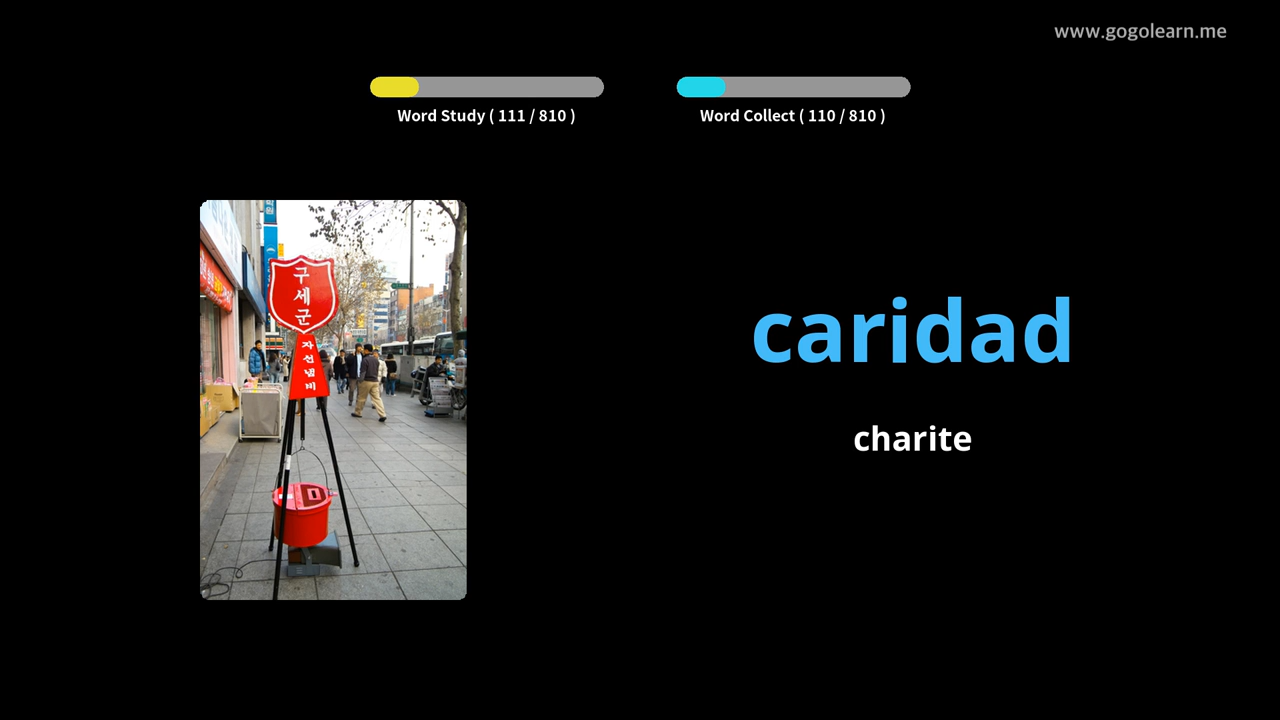 www.gogolearn.me
Word Study ( 111 / 810 )
Word Collect ( 110 / 810 )
구세군
자선냄비
caridad
charite